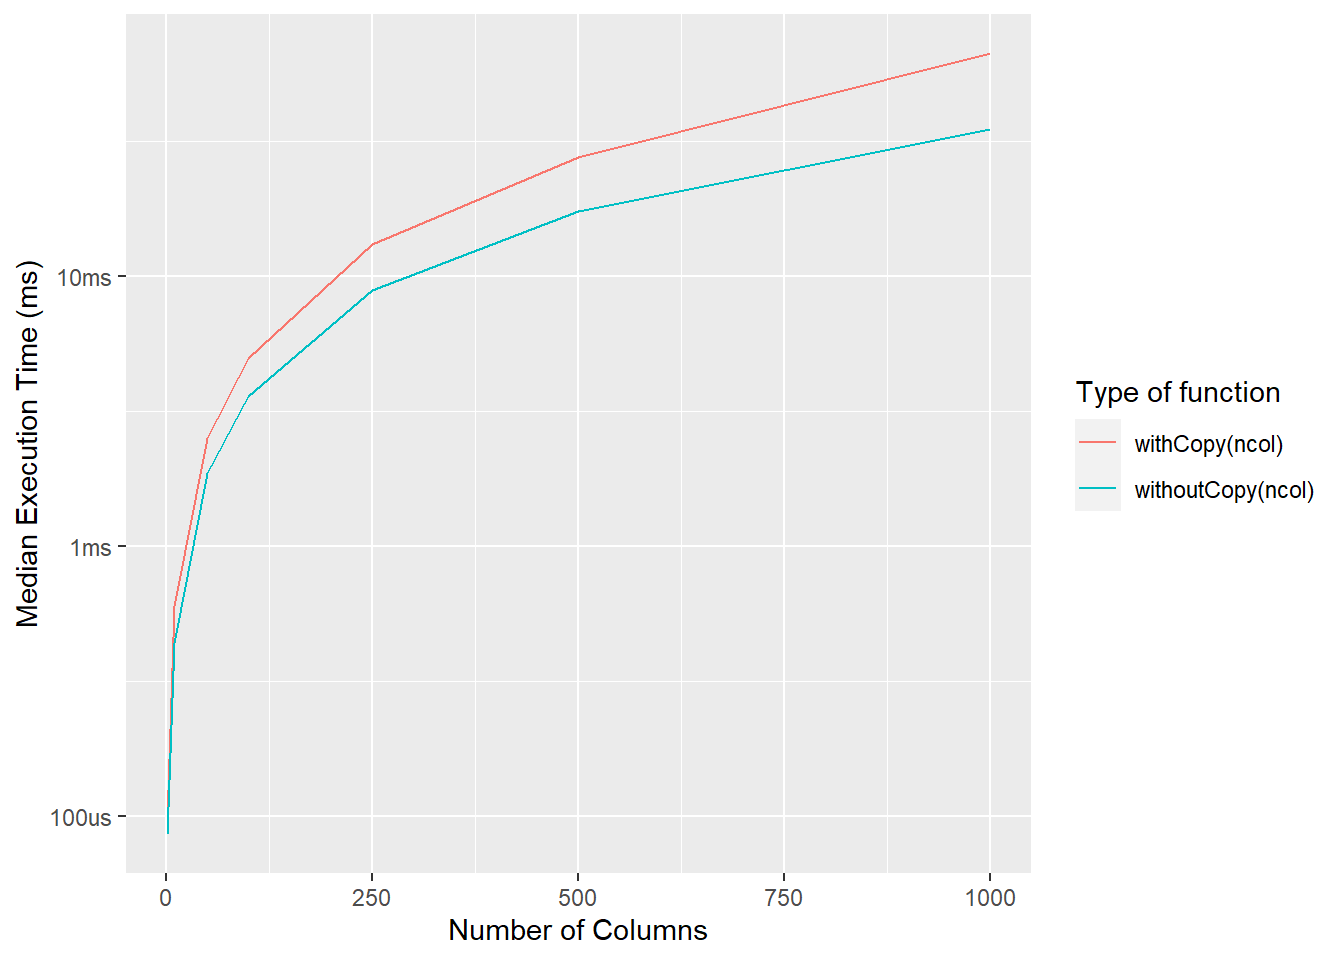 Median Execution Time (ms)
10ms
1ms
100us
0
250
500
750
1000
Number of Columns
Type of function
withCopy(ncol)
withoutCopy(ncol)